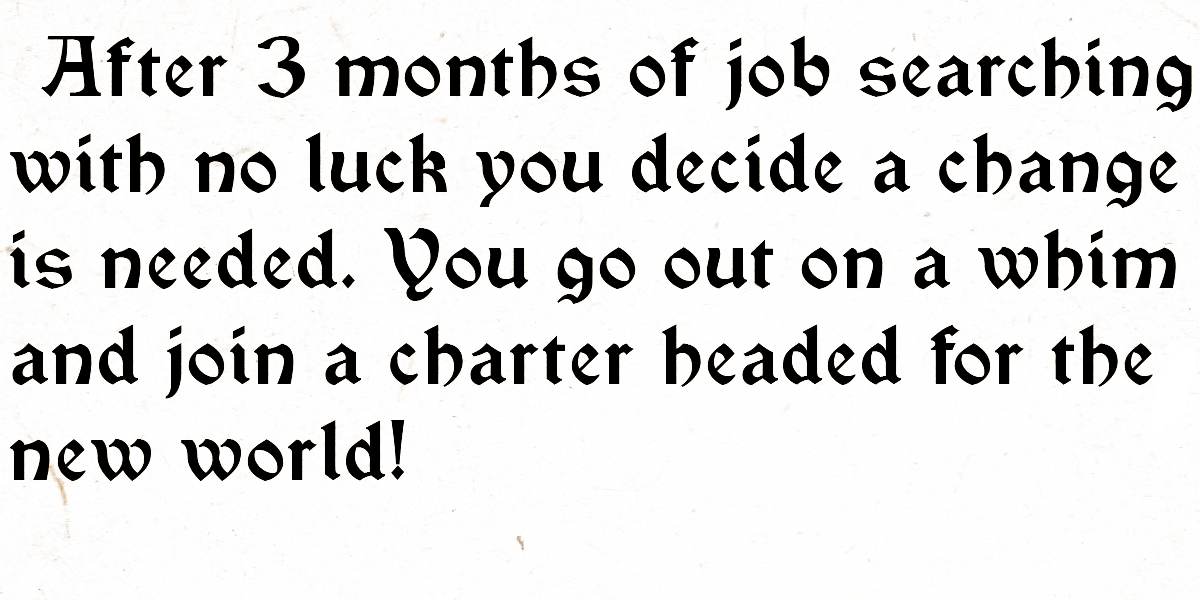 After 3 months of job searching
with no luck you decide a change
is needed. You go out on a whim
and join a charter headed for the
new world!